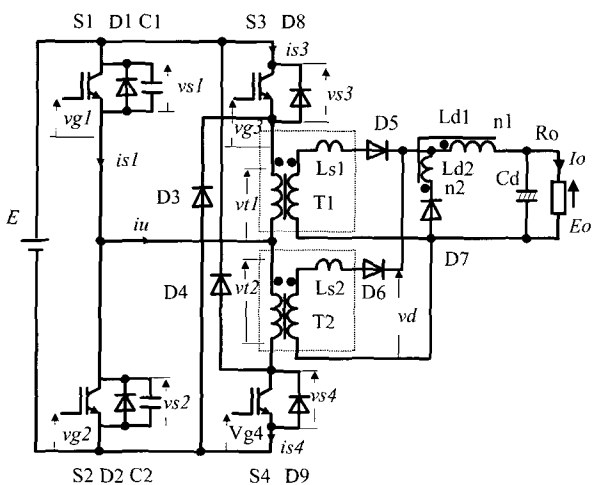 S1 D1 C1
S3 D8
is3
vs1
vs3
vg1
vg3
D5
Ld1 n1
Ro
Io
is1
Ls1
Ld2
n2
Cd
D3
vt1
T1
Eo
E
iu
D7
D4
vt2
Ls2
D6
vd
T2
vs2
vs4
vg2
Vg4
is4
S2 D2 C2
S4 D9